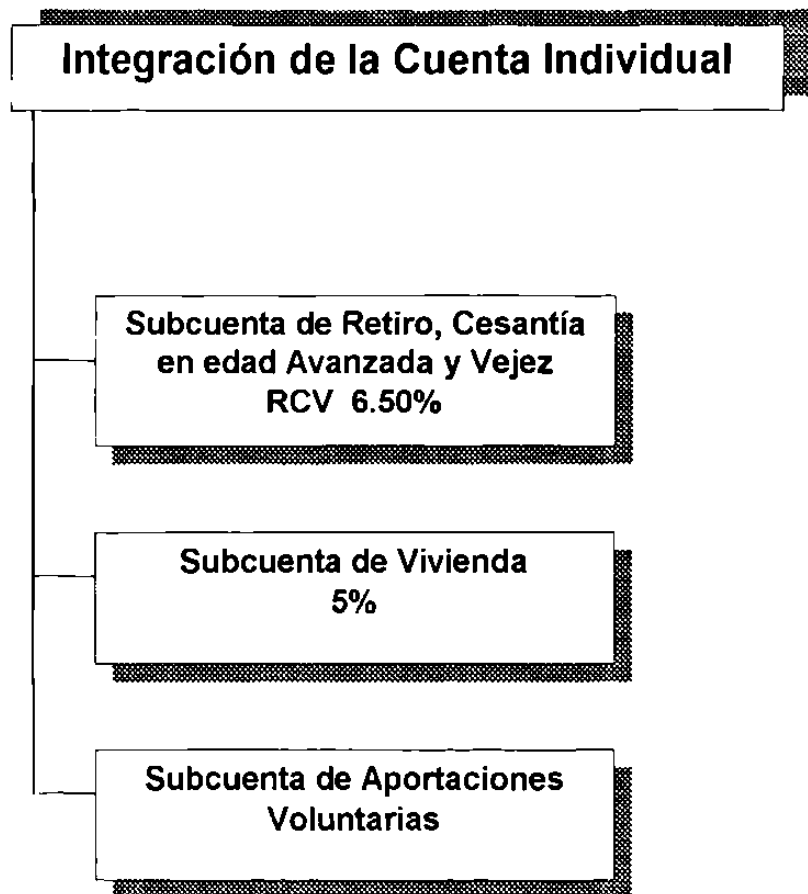 Integración de la Cuenta Individual
Subcuenta de Retiro, Cesantía
en edad Avanzada y Vejez
RCV 6.50%
Subcuenta de Vivienda
5%
Subcuenta de Aportaciones
Voluntarias